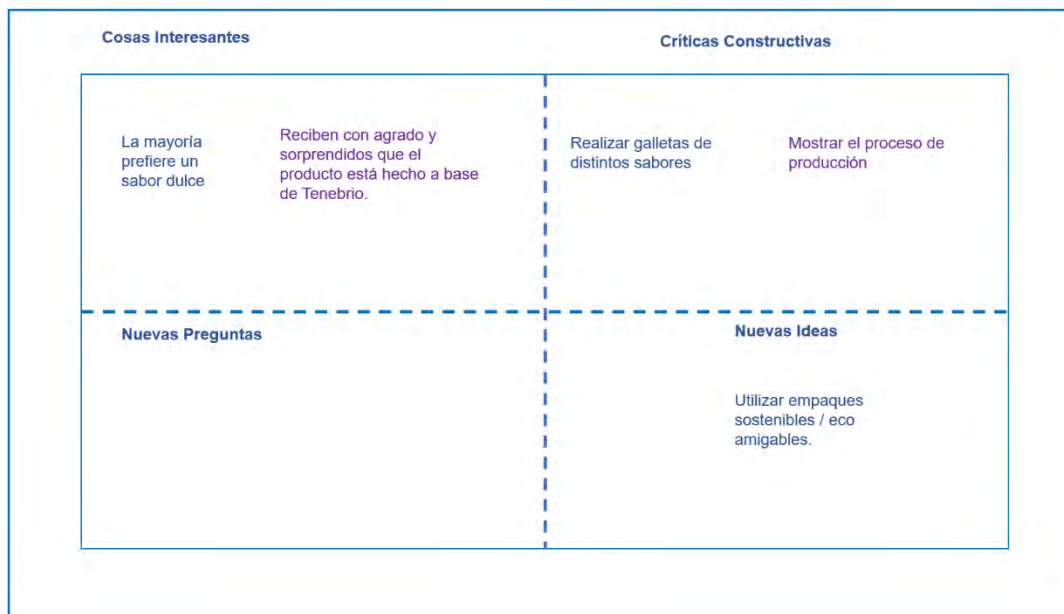 Cosas Interesantes
Críticas Constructivas
La mayoría
prefiere un
sabor dulce
Reciben con agrado y
sorprendidos que el
producto está hecho a base
de Tenebrio.
Realizar galletas de
distintos sabores
Mostrar el proceso de
producción
Nuevas Preguntas
Nuevas Ideas
Utilizar empaques
sostenibles / eco
amigables.